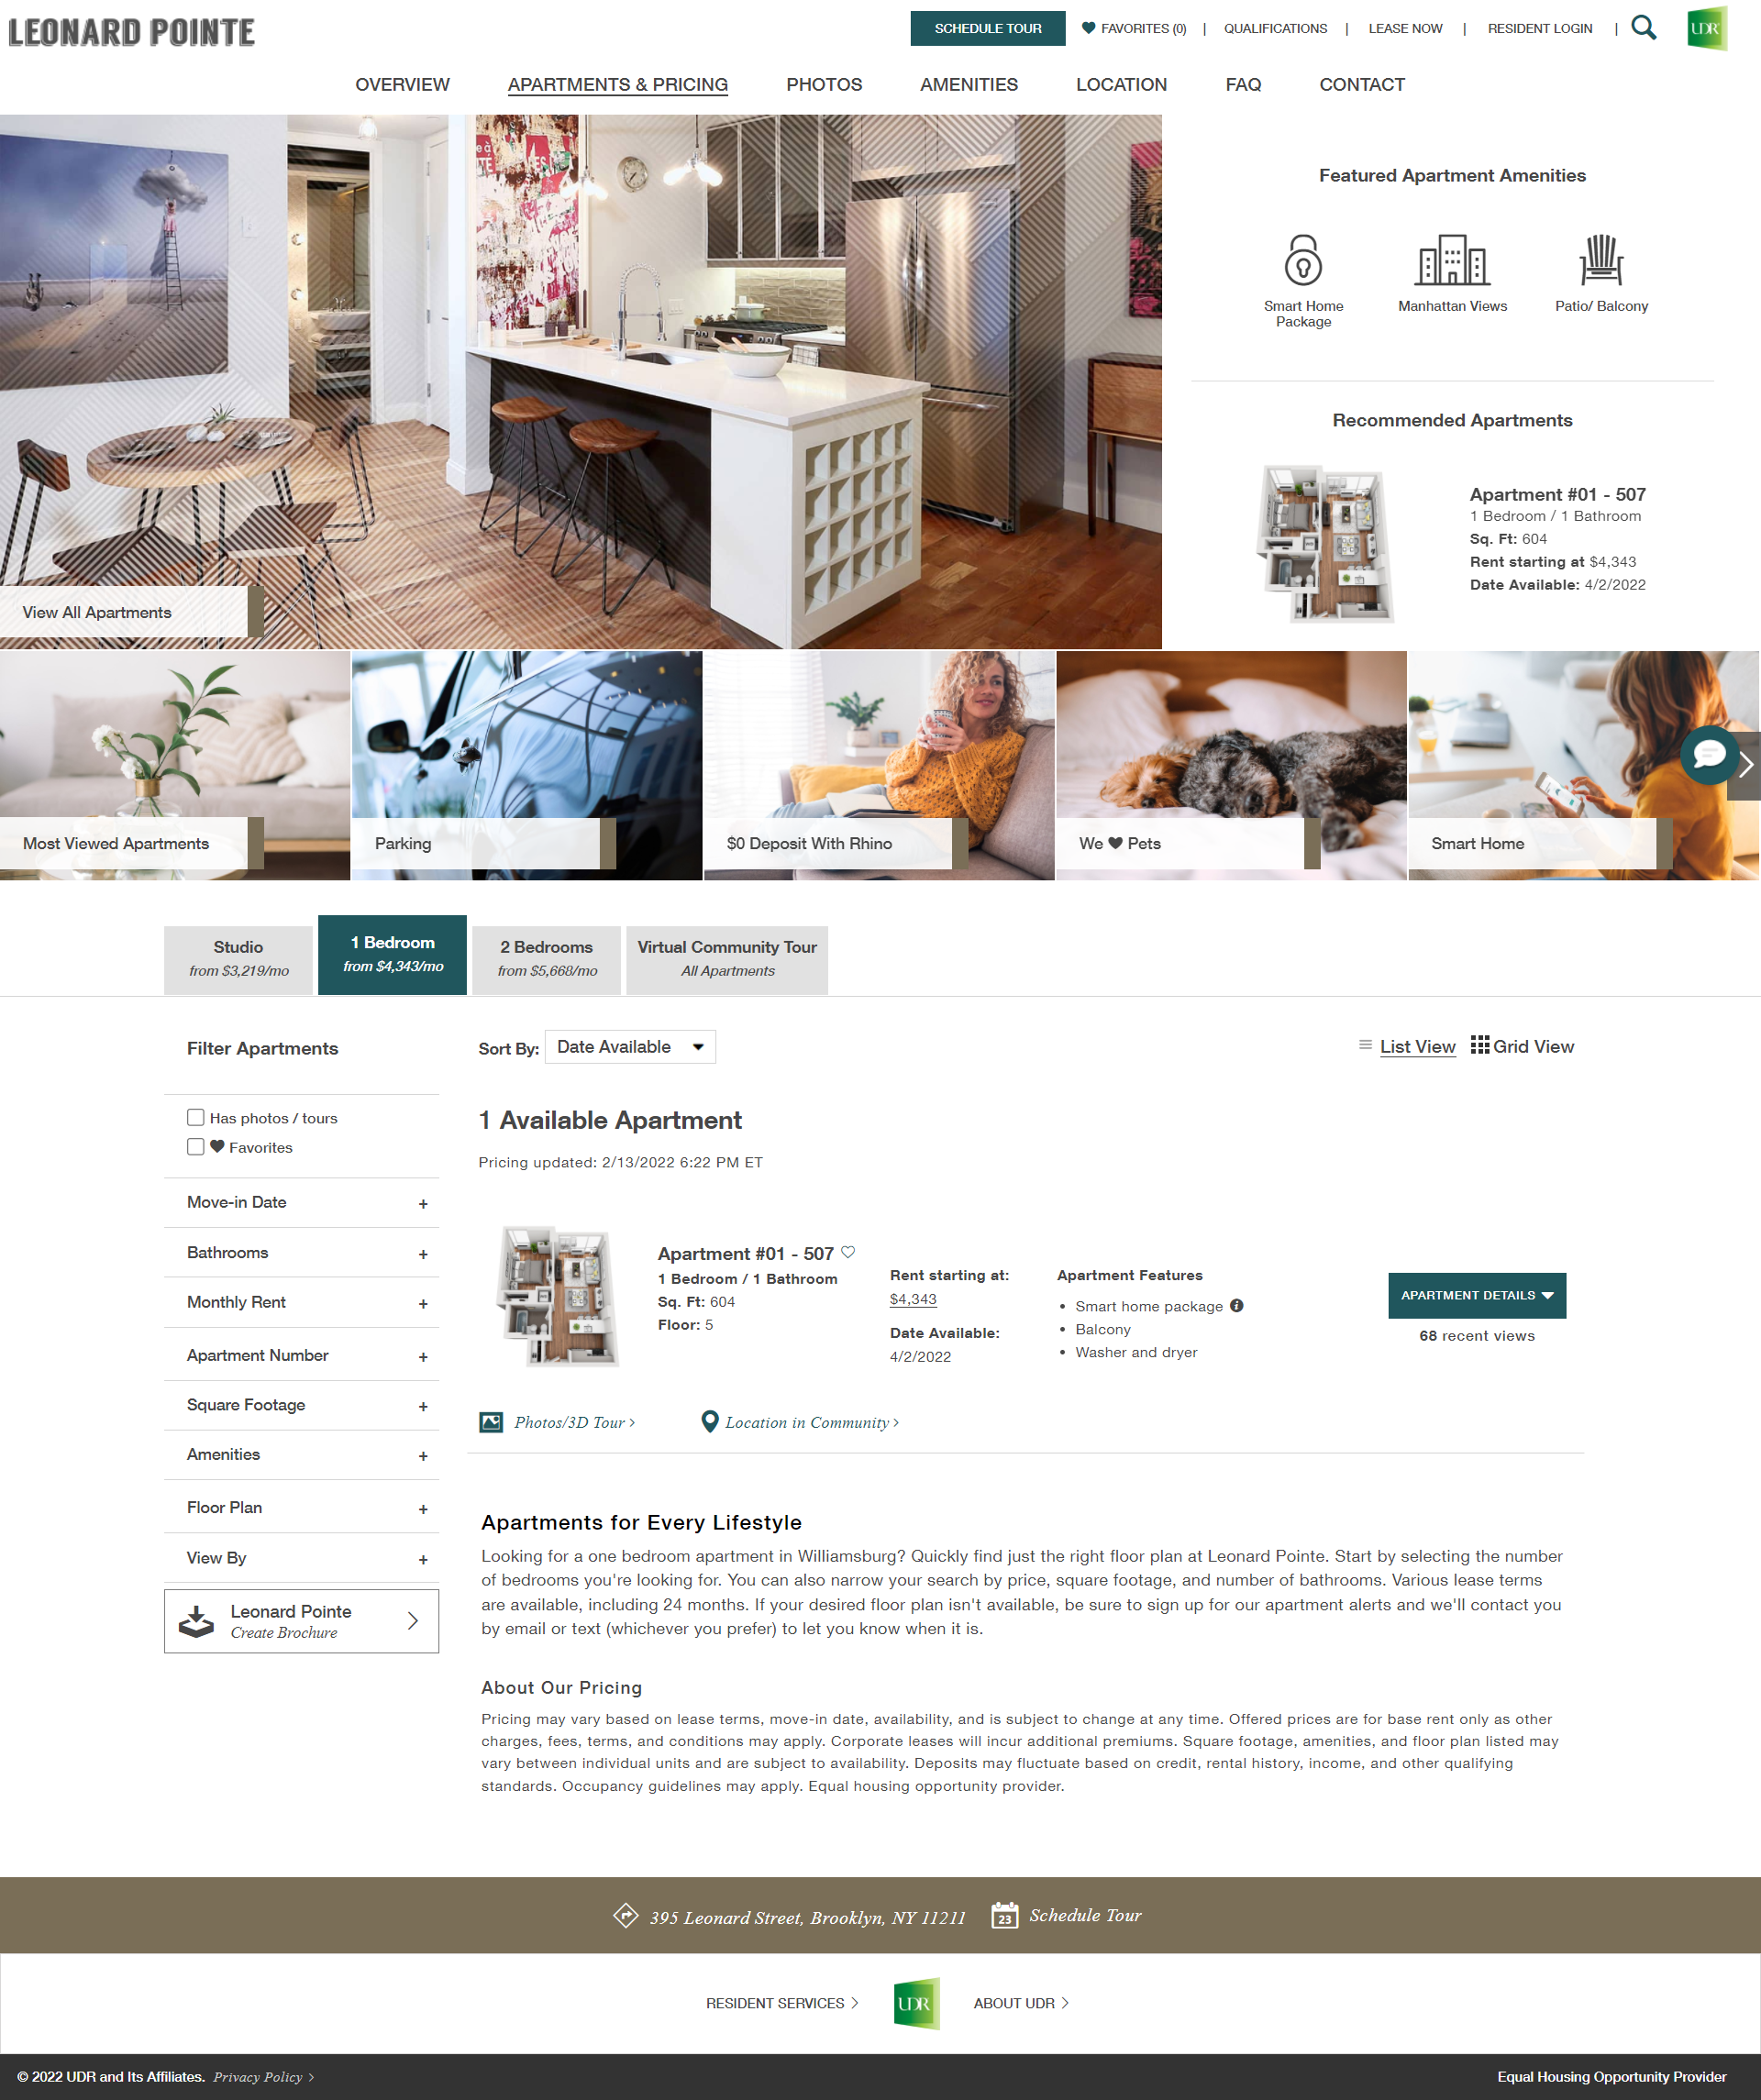 LEONARD POINTE
SCHEDULE TOUR
FAVORITES (0) | QUALIFICATIONS | LEASE NOW | RESIDENT LOGIN |
UDR
OVERVIEW
APARTMENTS & PRICING
PHOTOS
AMENITIES
LOCATION
FAQ
CONTACT
View All Apartments
Featured Apartment Amenities
Smart Home
Package
Manhattan Views
Patio/ Balcony
Recommended Apartments
Apartment #01 - 507
1 Bedroom / 1 Bathroom
Sq. Ft: 604
Rent starting at $4,343
Date Available: 4/2/2022
Most Viewed Apartments
Parking
$0 Deposit With Rhino
We ♥ Pets
Smart Home
Studio
from $3,219/mo
1 Bedroom
from $4,343/mo
2 Bedrooms
from $5,668/mo
Virtual Community Tour
All Apartments
Filter Apartments
Has photos / tours
♥ Favorites
Move-in Date +
Bathrooms +
Monthly Rent +
Apartment Number +
Square Footage +
Amenities +
Floor Plan +
View By +
Leonard Pointe
Create Brochure
Sort By: Date Available
List View
Grid View
1 Available Apartment
Pricing updated: 2/13/2022 6:22 PM ET
Apartment #01 - 507
1 Bedroom / 1 Bathroom
Sq. Ft: 604
Floor: 5
Rent starting at:
$4,343
Date Available:
4/2/2022
Apartment Features
• Smart home package
• Balcony
• Washer and dryer
APARTMENT DETAILS
68 recent views
Photos/3D Tour >
Location in Community >
Apartments for Every Lifestyle
Looking for a one bedroom apartment in Williamsburg? Quickly find just the right floor plan at Leonard Pointe. Start by selecting the number
of bedrooms you're looking for. You can also narrow your search by price, square footage, and number of bathrooms. Various lease terms
are available, including 24 months. If your desired floor plan isn't available, be sure to sign up for our apartment alerts and we'll contact you
by email or text (whichever you prefer) to let you know when it is.
About Our Pricing
Pricing may vary based on lease terms, move-in date, availability, and is subject to change at any time. Offered prices are for base rent only as other
charges, fees, terms, and conditions may apply. Corporate leases will incur additional premiums. Square footage, amenities, and floor plan listed may
vary between individual units and are subject to availability. Deposits may fluctuate based on credit, rental history, income, and other qualifying
standards. Occupancy guidelines may apply. Equal housing opportunity provider.
395 Leonard Street, Brooklyn, NY 11211
23
Schedule Tour
RESIDENT SERVICES >
UDR
ABOUT UDR >
© 2022 UDR and Its Affiliates. Privacy Policy >
Equal Housing Opportunity Provider